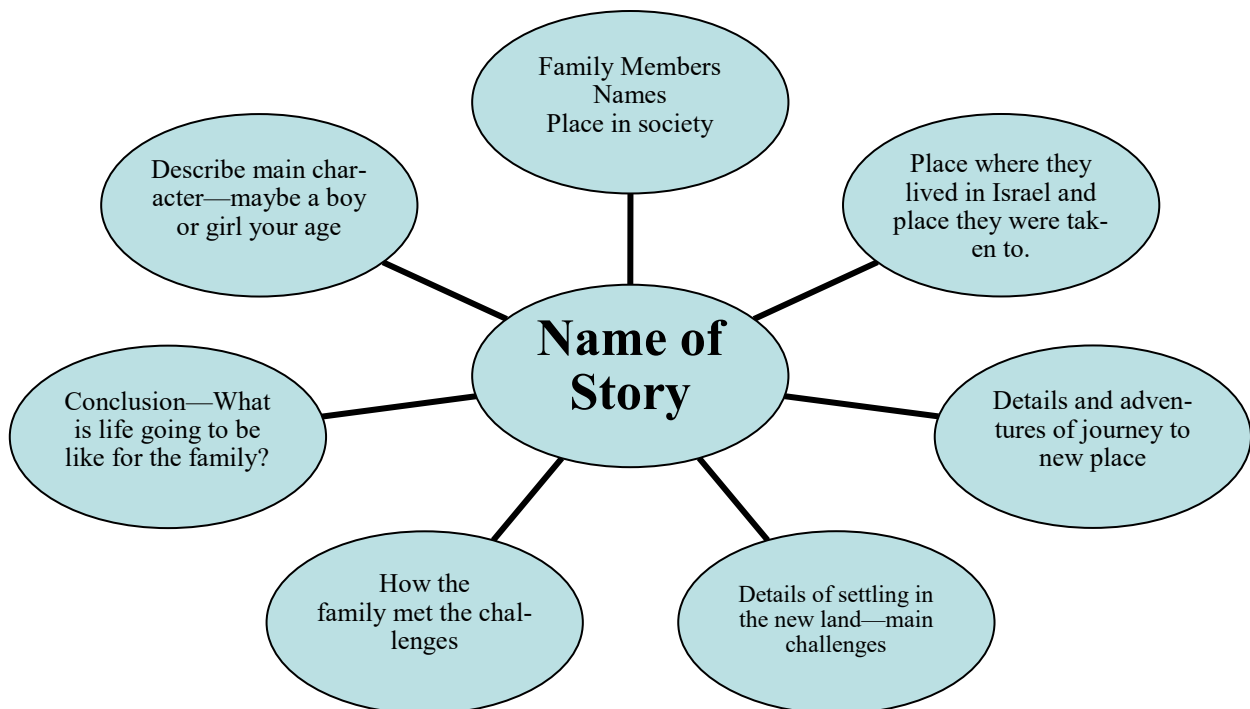 Family Members
Names
Place in society
Place where they
lived in Israel and
place they were tak-
en to.
Details and adven-
tures of journey to
new place
Details of settling in
the new land—main
challenges
How the
family met the chal-
lenges
Conclusion—What
is life going to be
like for the family?
Describe main char-
acter—maybe a boy
or girl your age
Name of
Story